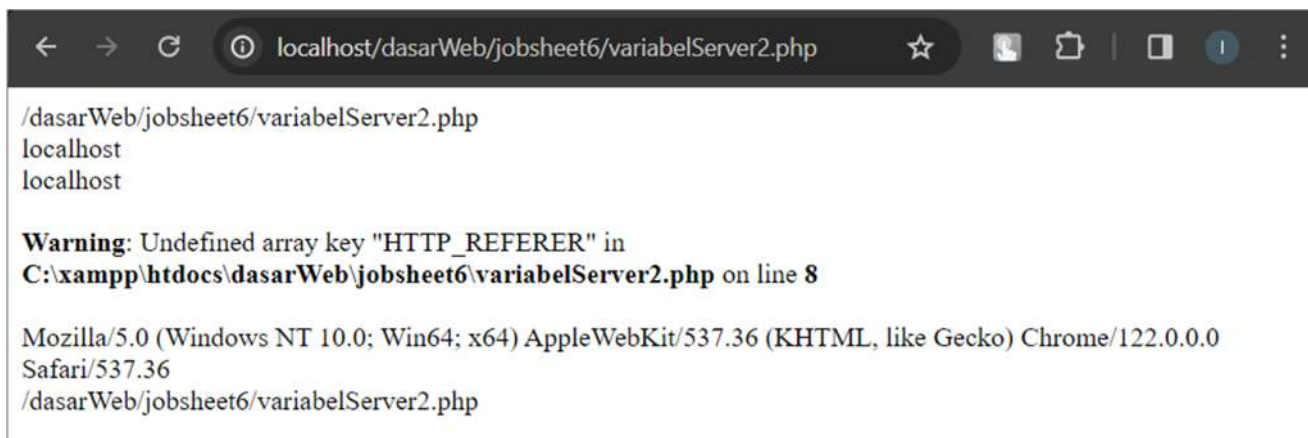 localhost/dasarWeb/jobsheet6/variabelServer2.php
I
/dasarWeb/jobsheet6/variabelServer2.php
localhost
localhost
Warning: Undefined array key "HTTP_REFERER" in
C:\xampp\htdocs\dasarWeb\jobsheet6\variabelServer2.php on line 8
Mozilla/5.0 (Windows NT 10.0; Win64; x64) AppleWebKit/537.36 (KHTML, like Gecko) Chrome/122.0.0.0
Safari/537.36
/dasarWeb/jobsheet6/variabelServer2.php